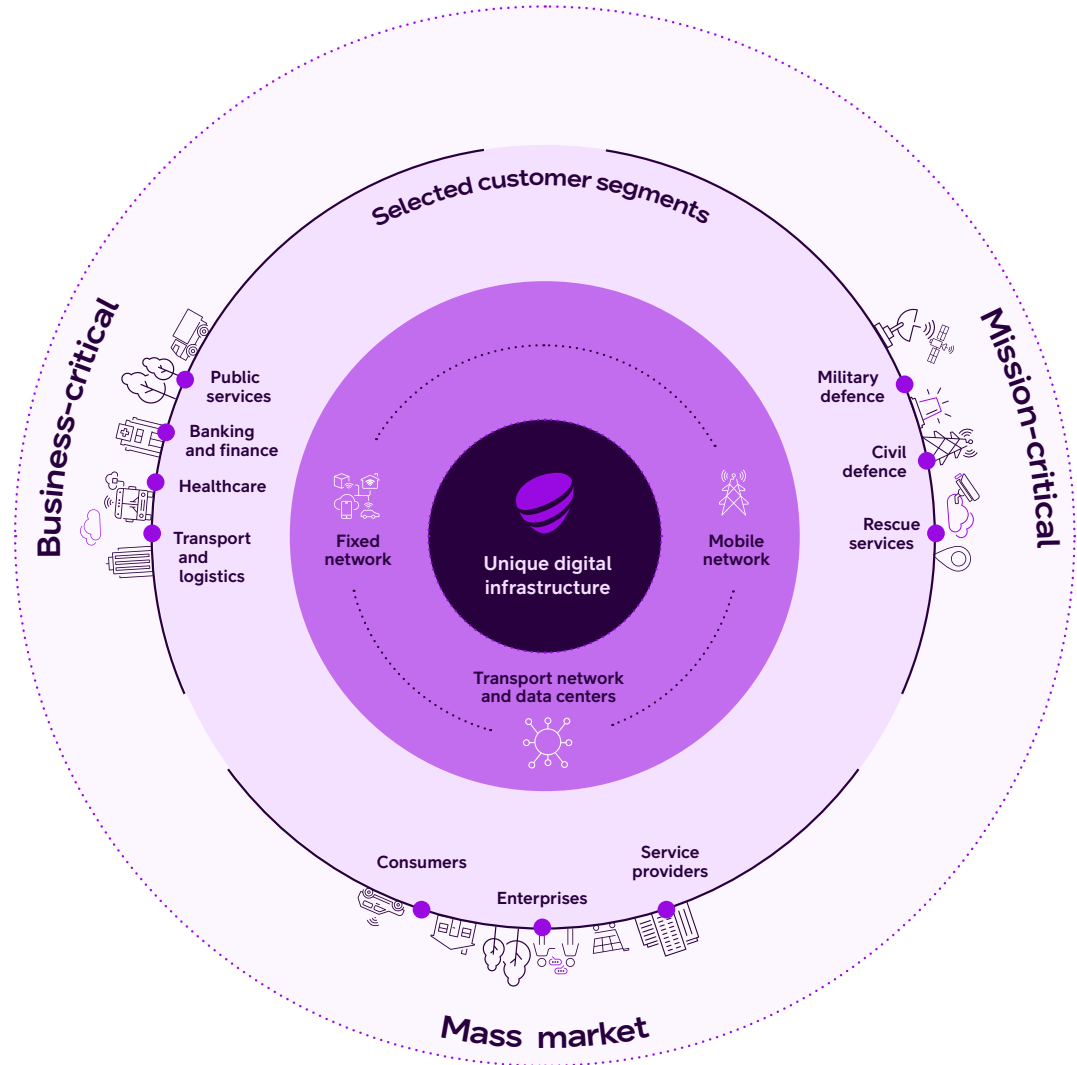 Selected customer segments
Business-critical
Public
services
Banking
and finance
Healthcare
Transport
and
logistics
Mission-critical
Military
defence
Civil
defence
Rescue
services
Fixed
network
Unique digital
infrastructure
Mobile
network
Transport network
and data centers
Consumers
Enterprises
Service
providers
Mass market